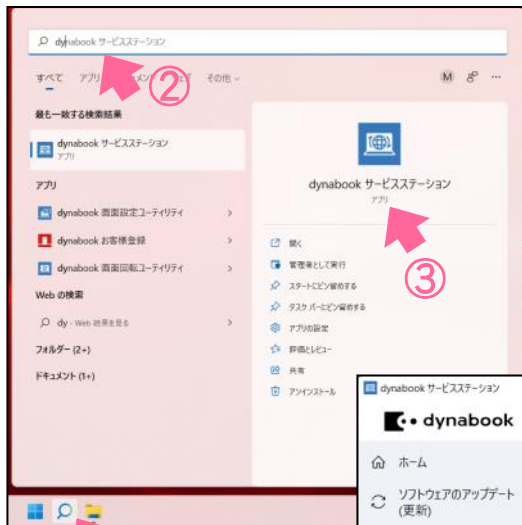 dynabook サービスステーション
②
すべて アプリ その他
M ...
最も一致する検索結果
dynabook サービスステーション
アプリ
アプリ
dynabook 画面設定ユーティリティ
dynabook お客様登録
dynabook 画面回転ユーティリティ
Web の検索
dy - Web 結果を見る
フォルダー (2+)
ドキュメント (1+)
dynabook サービスステーション
アプリ
③
開く
管理者として実行
スタートにピン留めする
タスク バーにピン留めする
アプリの設定
評価とレビュー
共有
アンインストール
dynabook サービスステーション
dynabook
ホーム
ソフトウェアのアップデート
(更新)